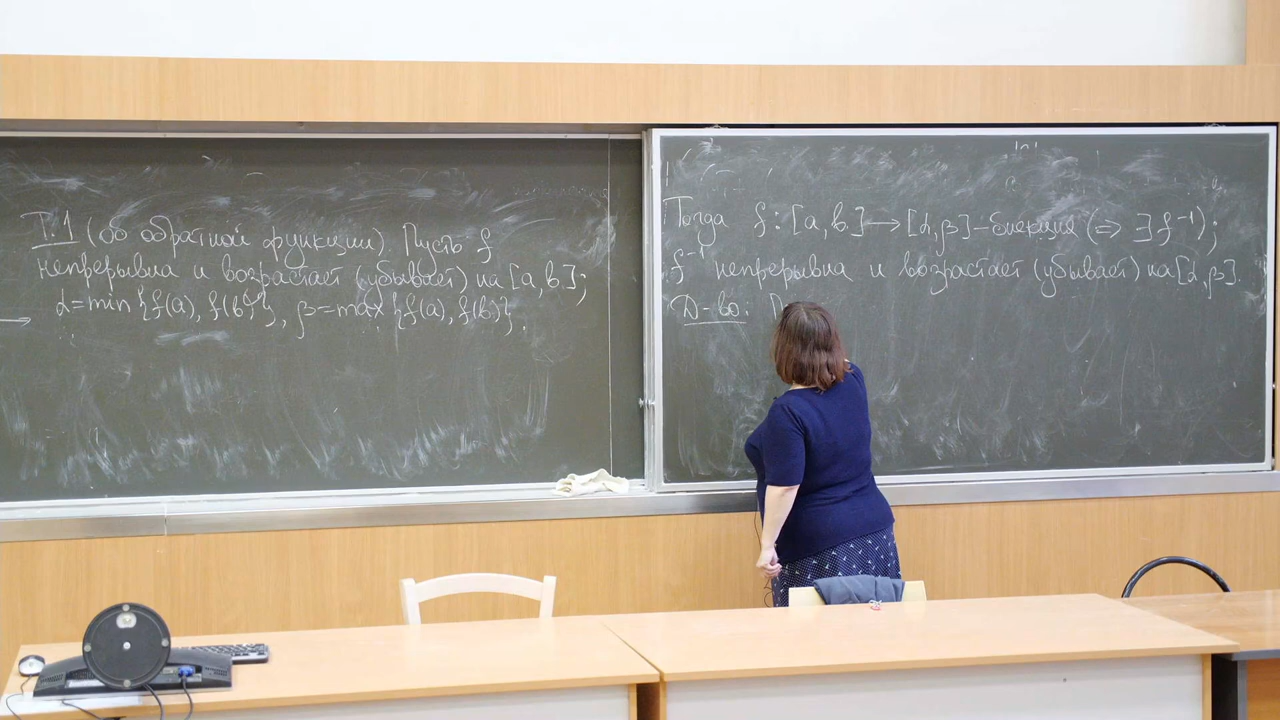 Т.1 (об обратной функции). Пусть f
непрерывна и возрастает (убывает) на [a,b];
α=min{f(a), f(b)}, β=max{f(a), f(b)}.
Тогда f: [a,b]→[α,β]–биекция (=> ∃ f⁻¹);
f⁻¹ непрерывна и возрастает (убывает) на [α,β].
Д-во: